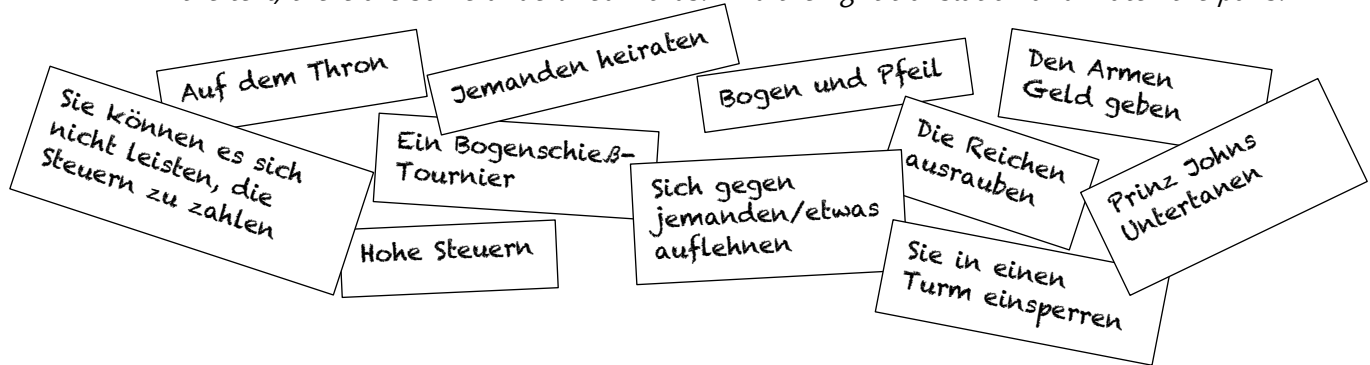 Auf dem Thron
Jemanden heiraten
Bogen und Pfeil
Den Armen
Geld geben
Sie können es sich
nicht leisten, die
Steuern zu zahlen
Ein Bogenschieß-
Tournier
Sich gegen
jemanden/etwas
auflehnen
Die Reichen
ausrauben
Prinz Johns
Untertanen
Hohe Steuern
Sie in einen
Turm einsperren